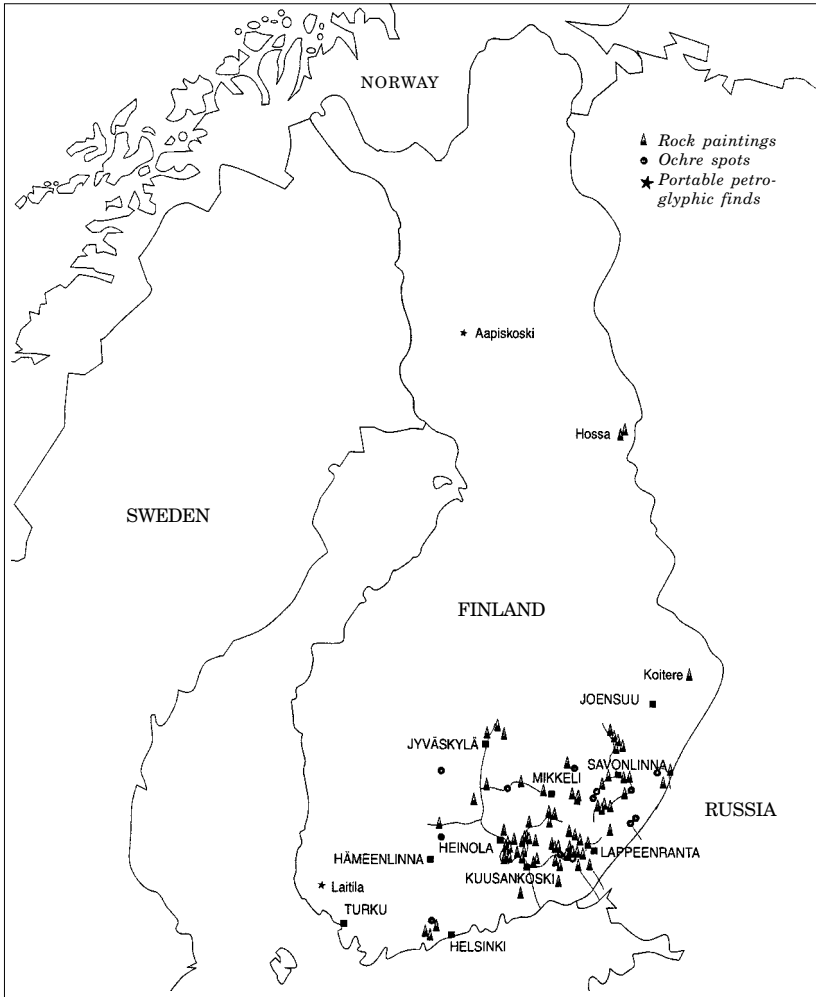 NORWAY
Rock paintings
Ochre spots
Portable petro-
glyphic finds
Aapiskoski
Hossa
SWEDEN
FINLAND
Koitere
JOENSUU
JYVÄSKYLÄ
SAVONLINNA
MIKKELI
RUSSIA
HEINOLA
LAPPEENRANTA
HÄMEENLINNA
KUUSANKOSKI
Laitila
TURKU
HELSINKI